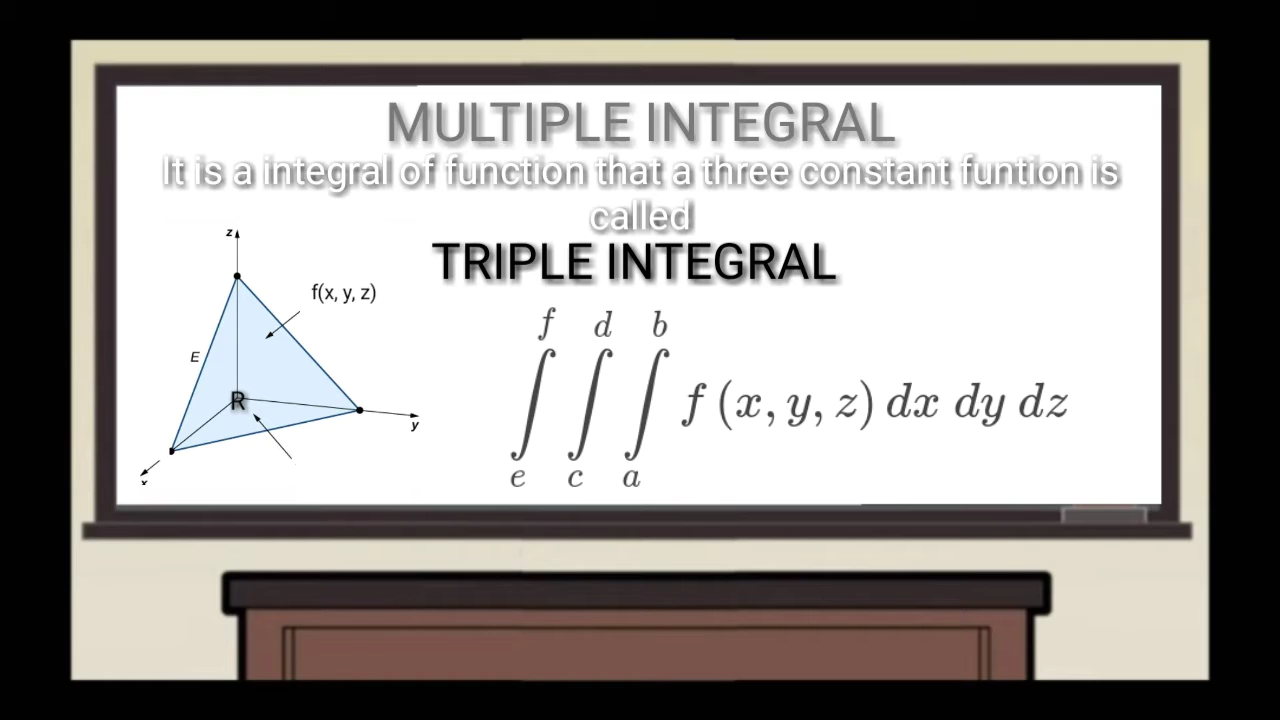 MULTIPLE INTEGRAL
It is a integral of function that a three constant funtion is
called
TRIPLE INTEGRAL
z
f(x, y, z)
E
R
y
x
f d b
∫ ∫ ∫ f (x, y, z) dx dy dz
e c a